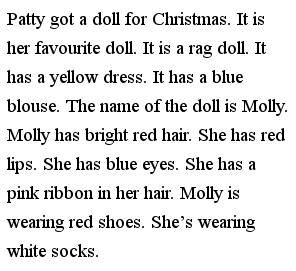 Patty got a doll for Christmas. It is
her favourite doll. It is a rag doll. It
has a yellow dress. It has a blue
blouse. The name of the doll is Molly.
Molly has bright red hair. She has red
lips. She has blue eyes. She has a
pink ribbon in her hair. Molly is
wearing red shoes. She’s wearing
white socks.